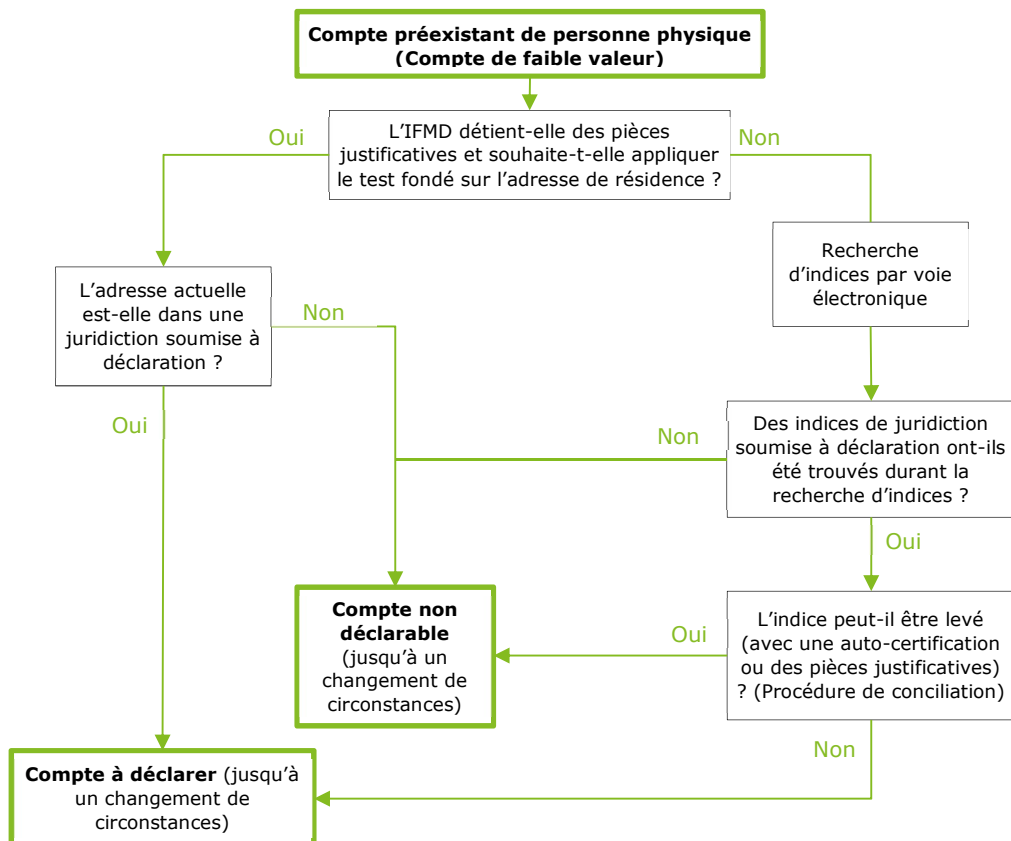 Compte préexistant de personne physique
(Compte de faible valeur)
L’IFMD détient-elle des pièces
justificatives et souhaite-t-elle appliquer
le test fondé sur l’adresse de résidence ?
Oui
Non
Recherche
d’indices par voie
électronique
L’adresse actuelle
est-elle dans une
juridiction soumise à
déclaration ?
Non
Oui
Non
Des indices de juridiction
soumise à déclaration ont-ils
été trouvés durant la
recherche d’indices ?
Oui
Compte non
déclarable
(jusqu’à un
changement de
circonstances)
Oui
L’indice peut-il être levé
(avec une auto-certification
ou des pièces justificatives)
? (Procédure de conciliation)
Non
Compte à déclarer (jusqu’à
un changement de
circonstances)